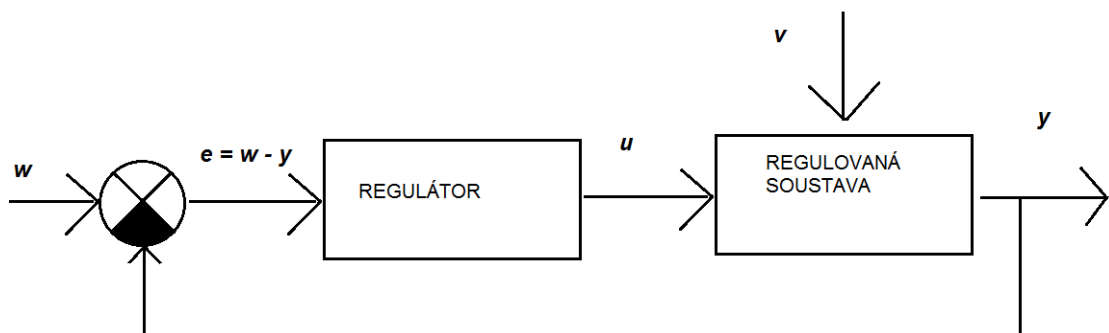 v
y
w
e = w - y
u
REGULÁTOR
REGULOVANÁ
SOUSTAVA